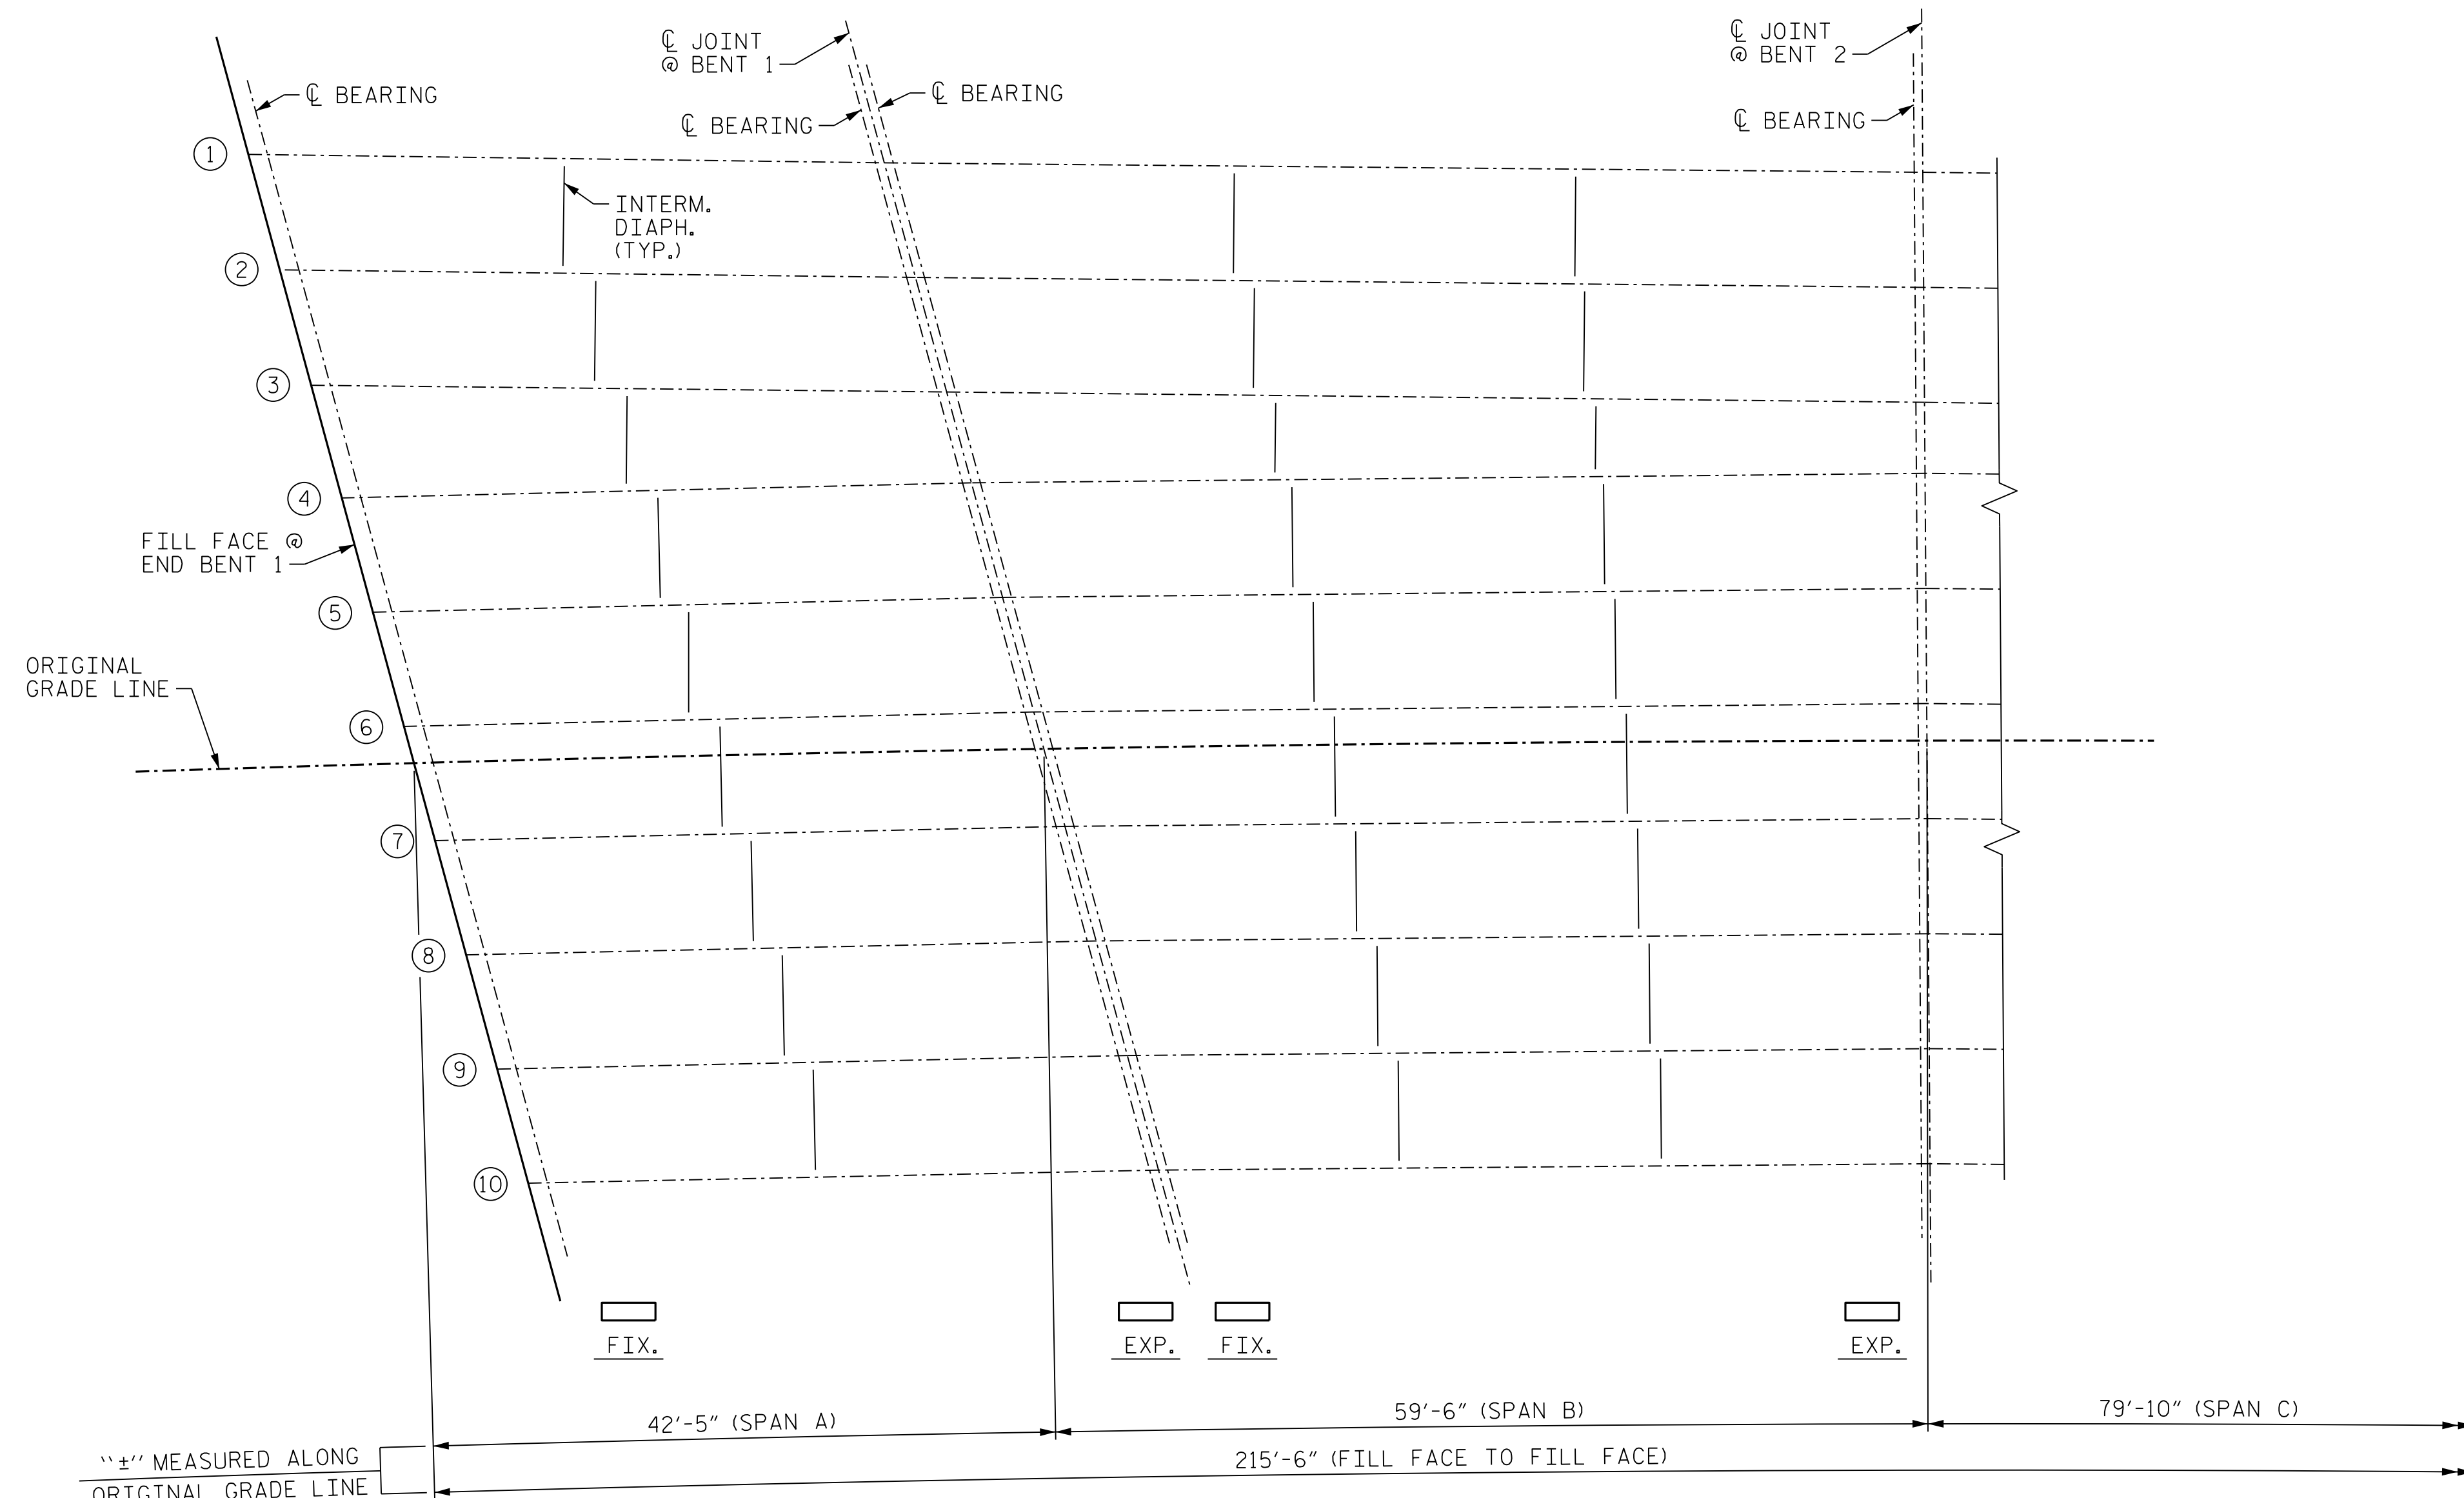 ℄ JOINT
@ BENT 1
℄ JOINT
@ BENT 2
℄ BEARING
℄ BEARING
℄ BEARING
℄ BEARING
1
INTERM.
DIAPH.
(TYP.)
2
3
4
FILL FACE @
END BENT 1
5
ORIGINAL
GRADE LINE
6
7
8
9
10
FIX.
EXP.
FIX.
EXP.
42'-5" (SPAN A)
59'-6" (SPAN B)
79'-10" (SPAN C)
"±" MEASURED ALONG
ORIGINAL GRADE LINE
215'-6" (FILL FACE TO FILL FACE)